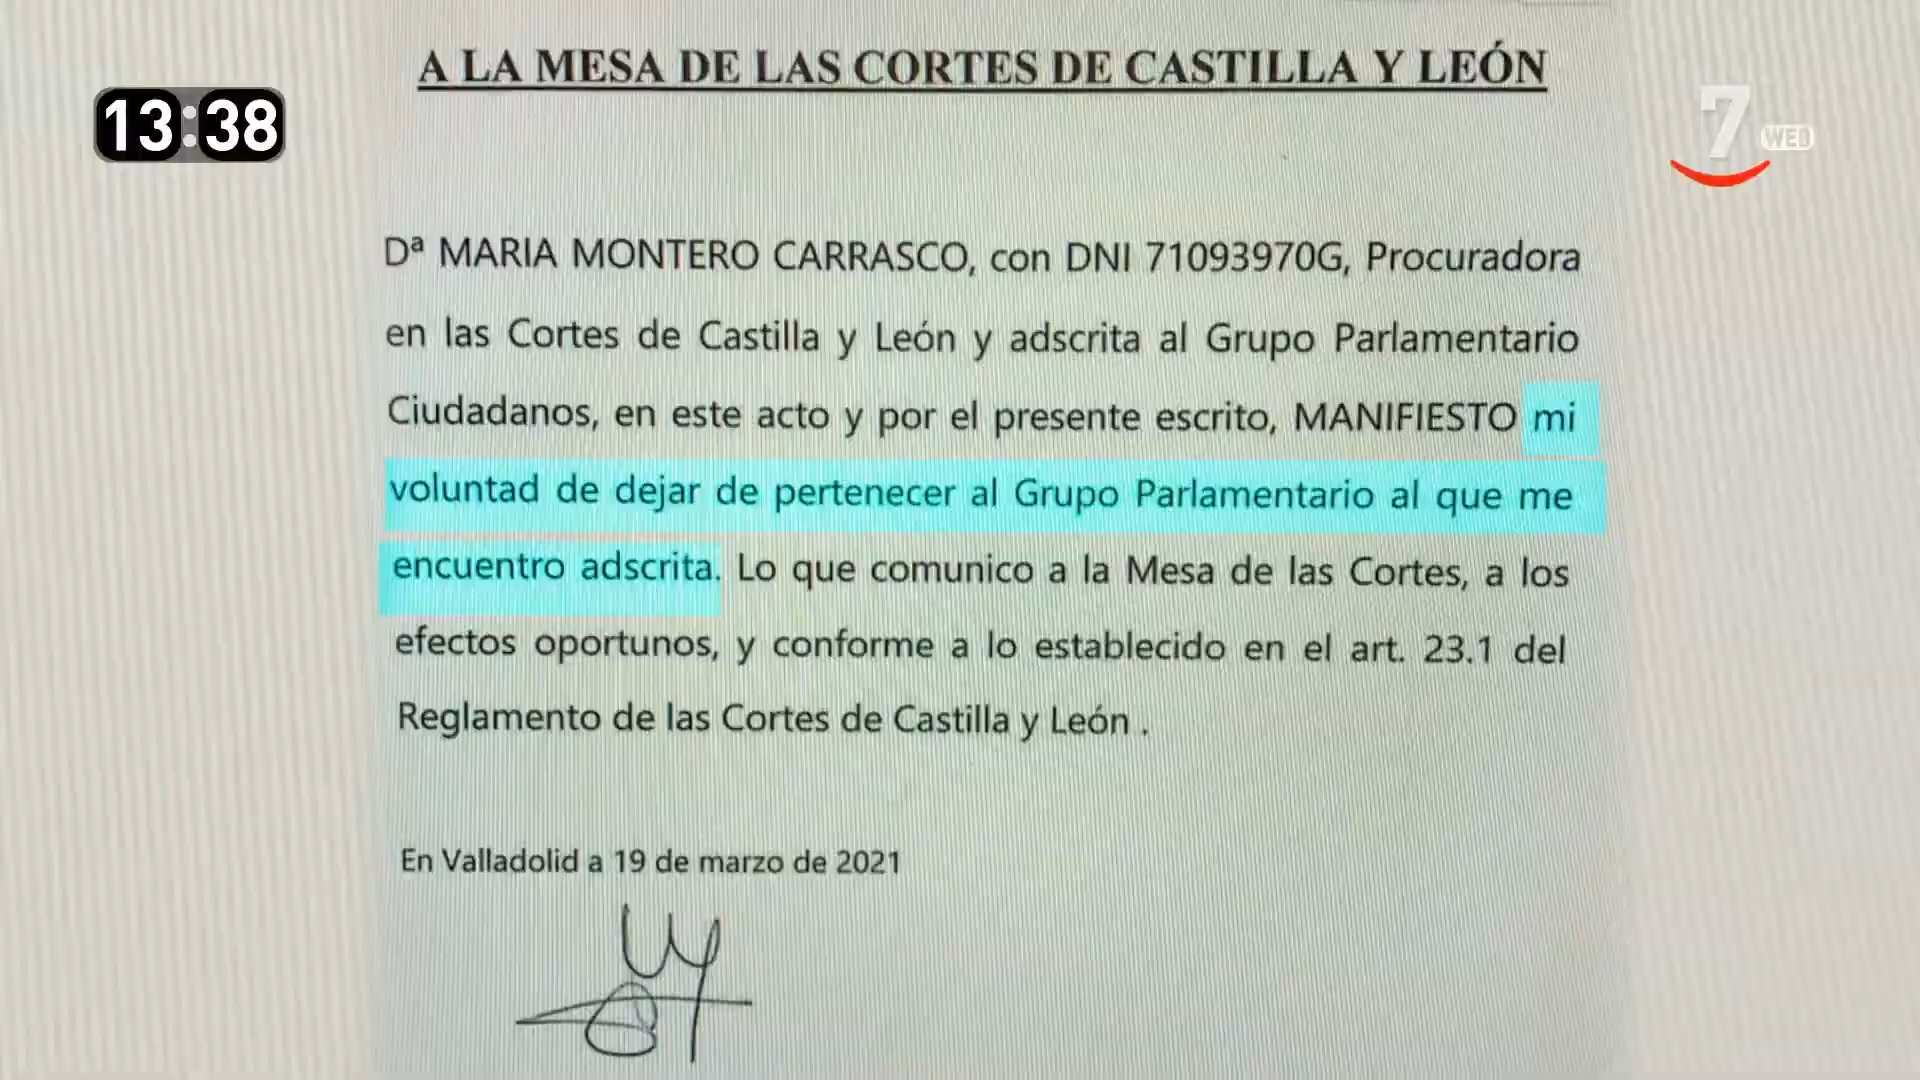 A LA MESA DE LAS CORTES DE CASTILLA Y LEÓN
13:38
7
WEB
Dª MARIA MONTERO CARRASCO, con DNI 71093970G, Procuradora
en las Cortes de Castilla y León y adscrita al Grupo Parlamentario
Ciudadanos, en este acto y por el presente escrito, MANIFIESTO mi
voluntad de dejar de pertenecer al Grupo Parlamentario al que me
encuentro adscrita. Lo que comunico a la Mesa de las Cortes, a los
efectos oportunos, y conforme a lo establecido en el art. 23.1 del
Reglamento de las Cortes de Castilla y León .
En Valladolid a 19 de marzo de 2021